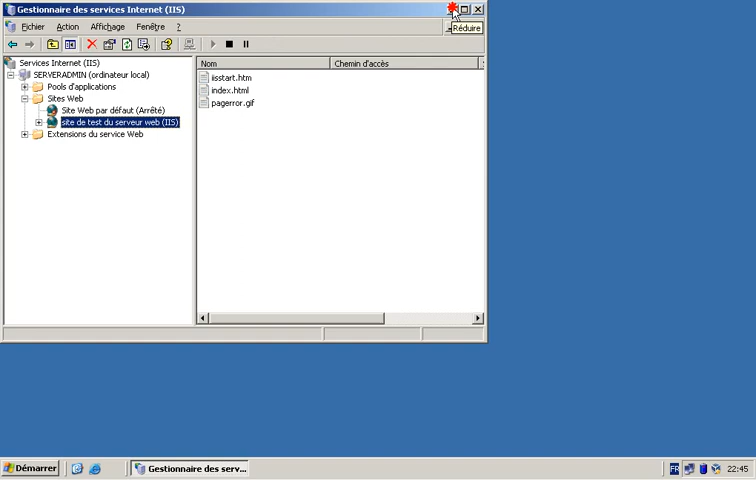 Gestionnaire des services Internet (IIS)
Réduire
Fichier Action Affichage Fenêtre ?
Services Internet (IIS)
SERVERADMIN (ordinateur local)
Pools d'applications
Sites Web
Site Web par défaut (Arrêté)
site de test du serveur web (IIS)
Extensions du service Web
Nom Chemin d'accès
iisstart.htm
index.html
pagerror.gif
Démarrer
Gestionnaire des serv...
FR
22:45